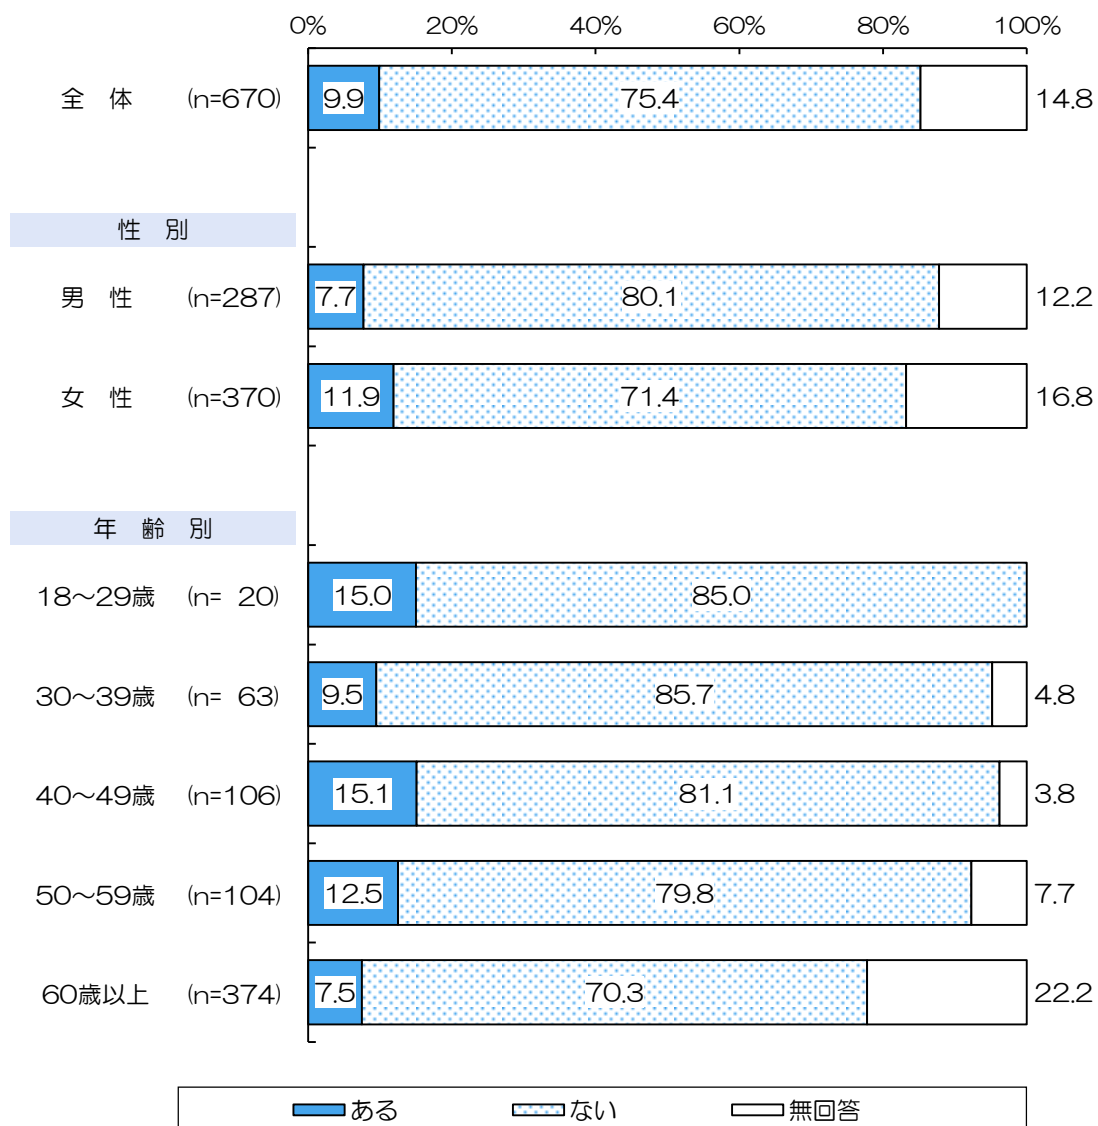 0% 20% 40% 60% 80% 100%
全 体 (n=670) 9.9 75.4 14.8
性 別
男 性 (n=287) 7.7 80.1 12.2
女 性 (n=370) 11.9 71.4 16.8
年 齢 別
18～29歳 (n= 20) 15.0 85.0
30～39歳 (n= 63) 9.5 85.7 4.8
40～49歳 (n=106) 15.1 81.1 3.8
50～59歳 (n=104) 12.5 79.8 7.7
60歳以上 (n=374) 7.5 70.3 22.2
ある ない 無回答